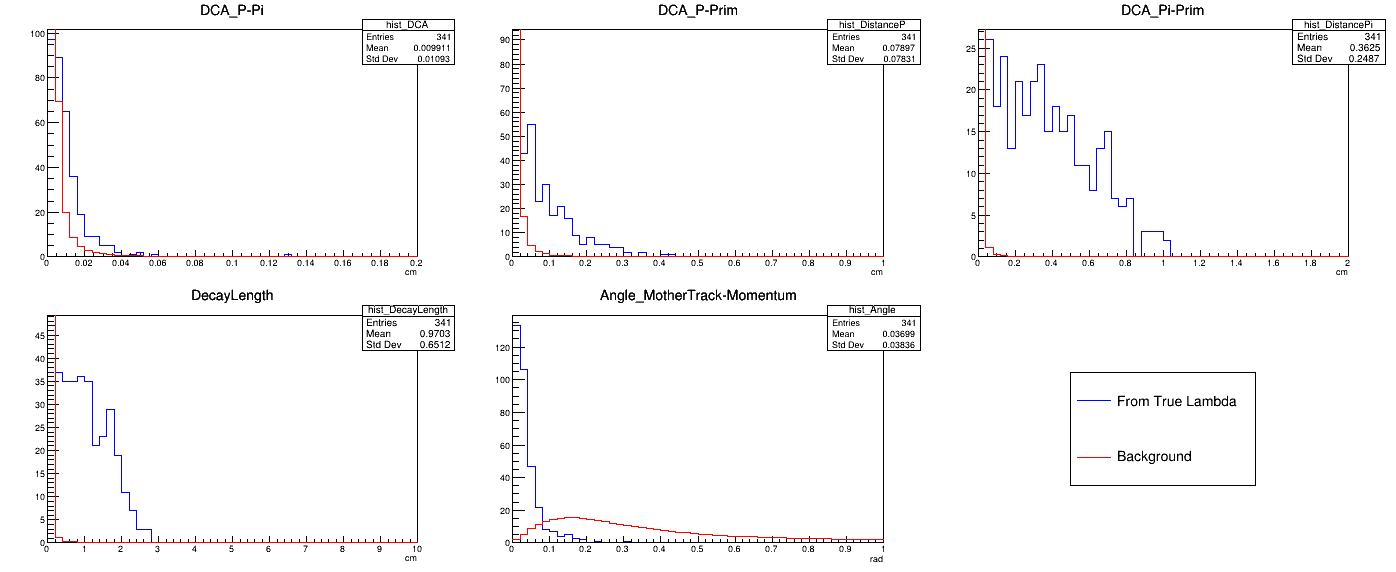 DCA_P-Pi
hist_DCA
Entries 341
Mean 0.009911
Std Dev 0.01093
100
80
60
40
20
0
0 0.02 0.04 0.06 0.08 0.1 0.12 0.14 0.16 0.18 0.2
cm
DCA_P-Prim
hist_DistanceP
Entries 341
Mean 0.07897
Std Dev 0.07831
90
80
70
60
50
40
30
20
10
0
0 0.1 0.2 0.3 0.4 0.5 0.6 0.7 0.8 0.9 1
cm
DCA_Pi-Prim
hist_DistancePi
Entries 341
Mean 0.3625
Std Dev 0.2487
25
20
15
10
5
0
0 0.2 0.4 0.6 0.8 1 1.2 1.4 1.6 1.8 2
cm
DecayLength
hist_DecayLength
Entries 341
Mean 0.9703
Std Dev 0.6512
45
40
35
30
25
20
15
10
5
0
0 1 2 3 4 5 6 7 8 9 10
cm
Angle_MotherTrack-Momentum
hist_Angle
Entries 341
Mean 0.03699
Std Dev 0.03836
120
100
80
60
40
20
0
0 0.1 0.2 0.3 0.4 0.5 0.6 0.7 0.8 0.9 1
rad
From True Lambda
Background